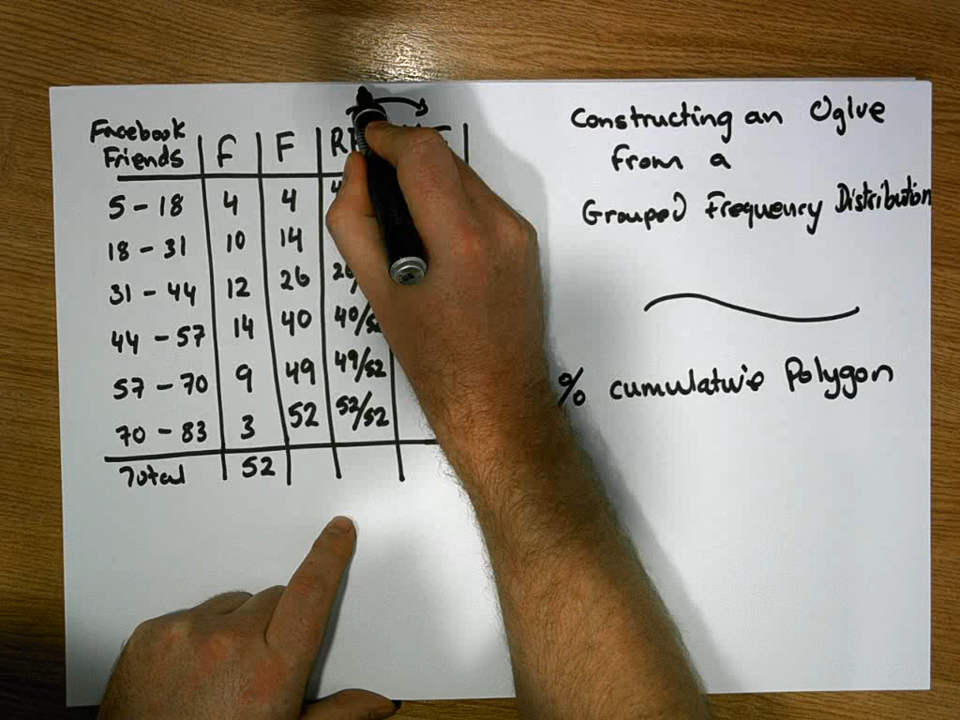 Facebook
Friends f F
5 - 18 4 4
18 - 31 10 14
31 - 44 12 26
44 - 57 14 40
57 - 70 9 49 49/52
70 - 83 3 52 52/52
Total 52
Constructing an Ogive
from a
Grouped Frequency Distribution
% cumulative Polygon